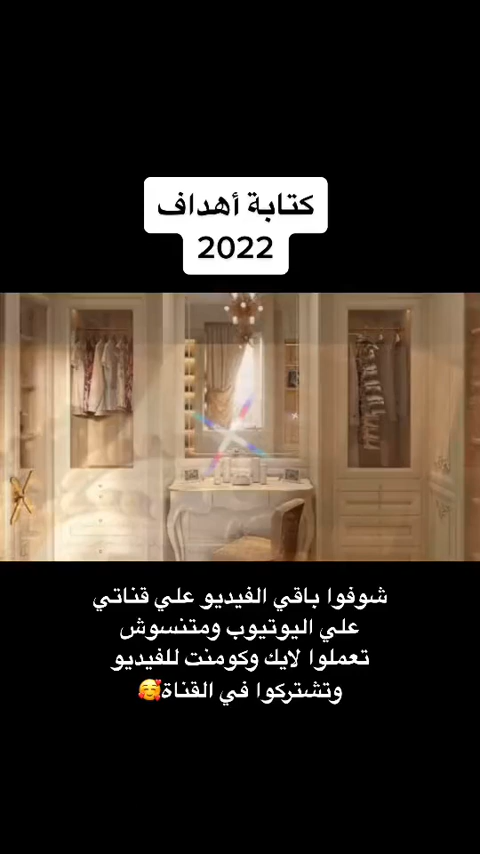 كتابة أهداف
2022
شوفوا باقي الفيديو علي قناتي
علي اليوتيوب ومتنسوش
تعملوا لايك وكومنت للفيديو
وتشتركوا في القناة🥰